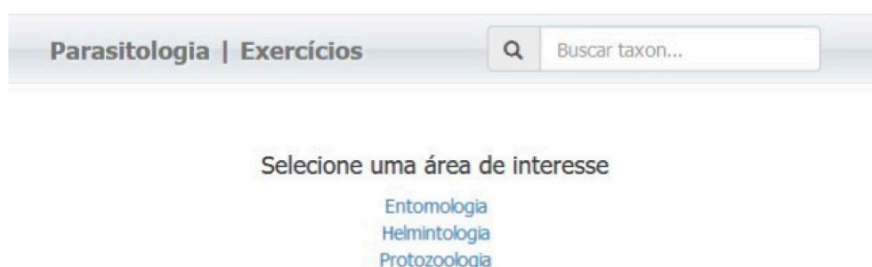 Parasitologia | Exercícios
Buscar taxon...
Selecione uma área de interesse
Entomologia
Helmintologia
Protozoologia